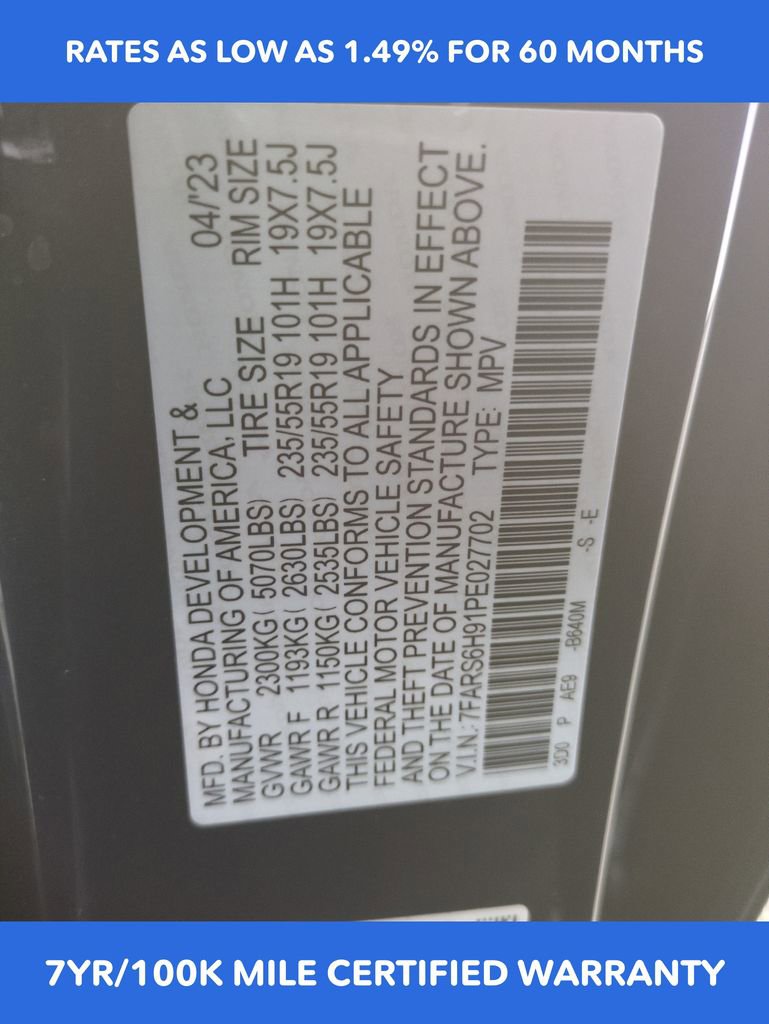 RATES AS LOW AS 1.49% FOR 60 MONTHS
MFD. BY HONDA DEVELOPMENT & 04/'23
MANUFACTURING OF AMERICA, LLC
TIRE SIZE RIM SIZE
GVWR 2300KG( 5070LBS)
GAWR F 1193KG( 2630LBS) 235/55R19 101H 19X7.5J
GAWR R 1150KG( 2535LBS) 235/55R19 101H 19X7.5J
THIS VEHICLE CONFORMS TO ALL APPLICABLE
FEDERAL MOTOR VEHICLE SAFETY
AND THEFT PREVENTION STANDARDS IN EFFECT
ON THE DATE OF MANUFACTURE SHOWN ABOVE.
V.I.N.: 7FARS6H91PE027702 TYPE: MPV
3D0 P AE9 -B640M -S -E
7YR/100K MILE CERTIFIED WARRANTY